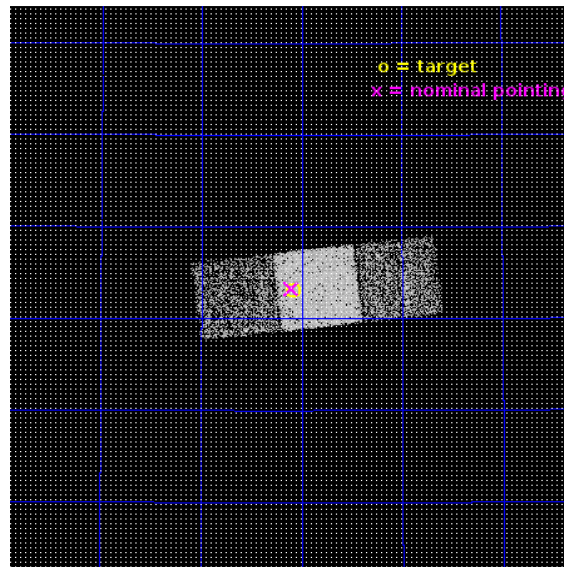 o = target
x = nominal pointing